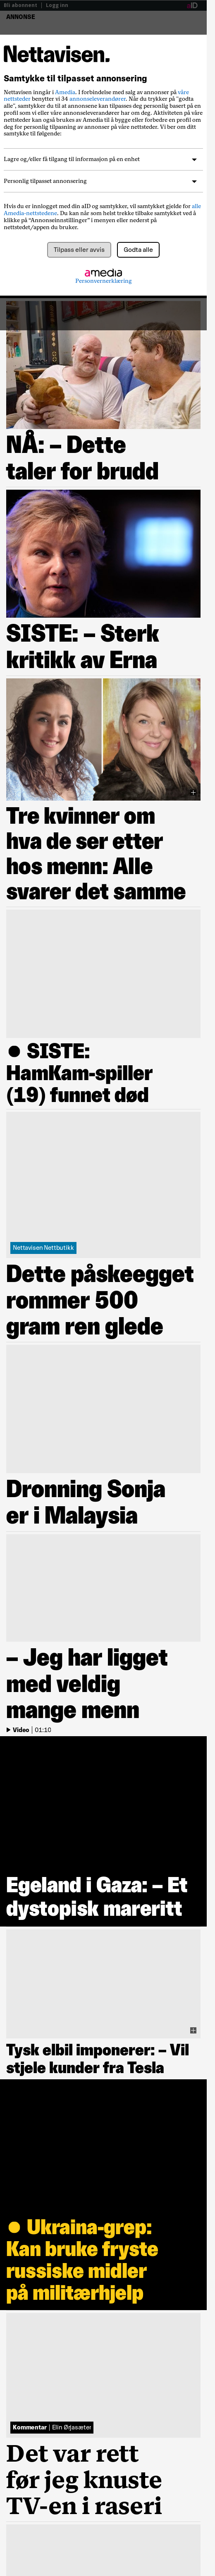 Bli abonnent | Logg inn
aID
ANNONSE
Nettavisen.
Samtykke til tilpasset annonsering
Nettavisen inngår i Amedia. I forbindelse med salg av annonser på våre
nettsteder benytter vi 34 annonseleverandører. Når du trykker på "godta
alle", samtykker du til at annonsene kan tilpasses deg personlig basert på en
profil som vi eller våre annonseleverandører har om deg. Aktiviteten på våre
nettsteder kan også brukes av Amedia til å bygge eller forbedre en profil om
deg for personlig tilpasning av annonser på våre nettsteder. Vi ber om ditt
samtykke til følgende:
Lagre og/eller få tilgang til informasjon på en enhet
Personlig tilpasset annonsering
Hvis du er innlogget med din aID og samtykker, vil samtykket gjelde for alle
Amedia-nettstedene. Du kan når som helst trekke tilbake samtykket ved å
klikke på “Annonseinnstillinger” i menyen eller nederst på
nettstedet/appen du bruker.
Tilpass eller avvis
Godta alle
amedia
Personvernerklæring
NÅ: – Dette
taler for brudd
SISTE: – Sterk
kritikk av Erna
Tre kvinner om
hva de ser etter
hos menn: Alle
svarer det samme
● SISTE:
HamKam-spiller
(19) funnet død
Nettavisen Nettbutikk
Dette påskeegget
rommer 500
gram ren glede
Dronning Sonja
er i Malaysia
– Jeg har ligget
med veldig
mange menn
Video | 01:10
Egeland i Gaza: – Et
dystopisk mareritt
Tysk elbil imponerer: – Vil
stjele kunder fra Tesla
● Ukraina-grep:
Kan bruke fryste
russiske midler
på militærhjelp
Kommentar | Elin Ørjasæter
Det var rett
før jeg knuste
TV-en i raseri